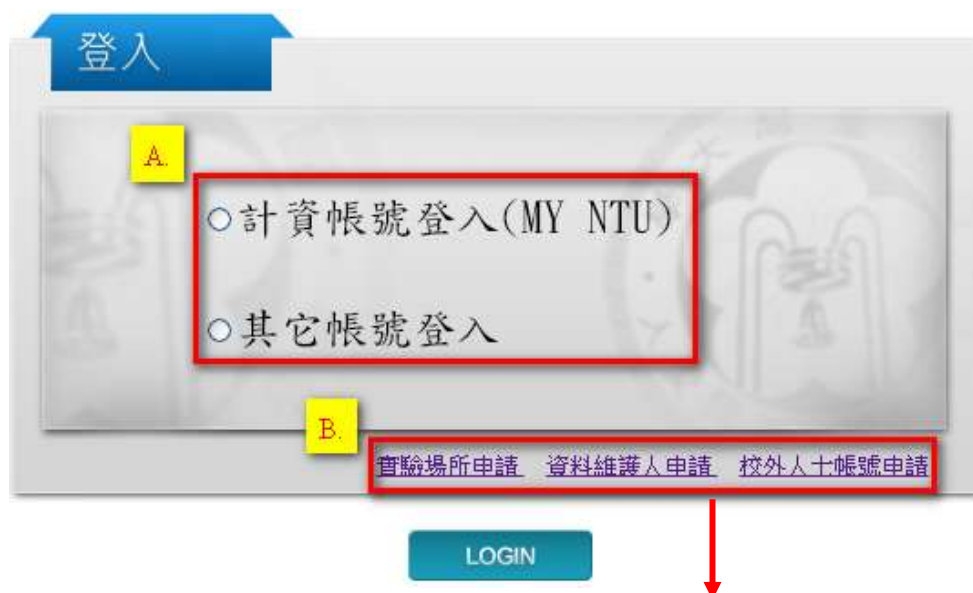 登入
A.
○計資帳號登入(MY NTU)
○其它帳號登入
B.
實驗場所申請 資料維護人申請 校外人士帳號申請
LOGIN